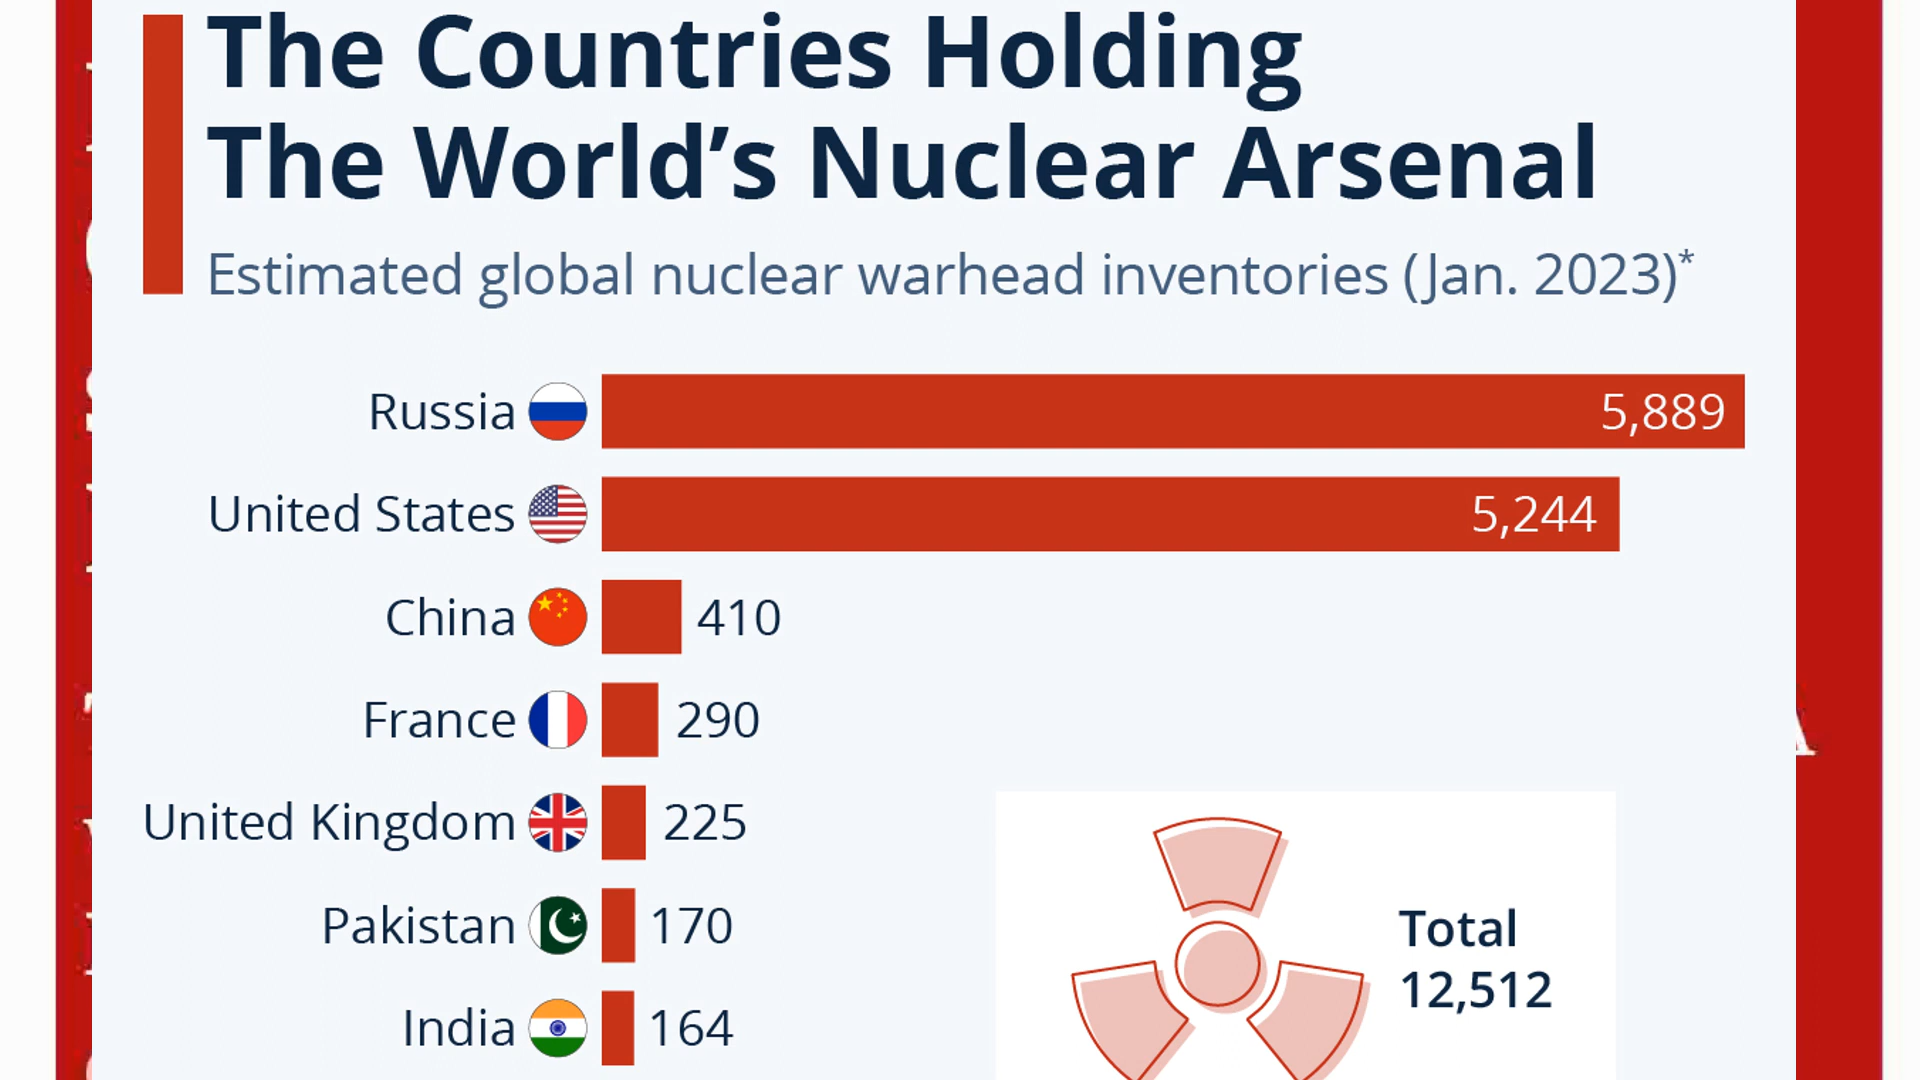 The Countries Holding
The World's Nuclear Arsenal
Estimated global nuclear warhead inventories (Jan. 2023)*
Russia 5,889
United States 5,244
China 410
France 290
United Kingdom 225
Pakistan 170
India 164
Total
12,512